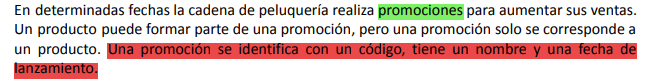 En determinadas fechas la cadena de peluquería realiza promociones para aumentar sus ventas.
Un producto puede formar parte de una promoción, pero una promoción solo se corresponde a
un producto. Una promoción se identifica con un código, tiene un nombre y una fecha de
lanzamiento.